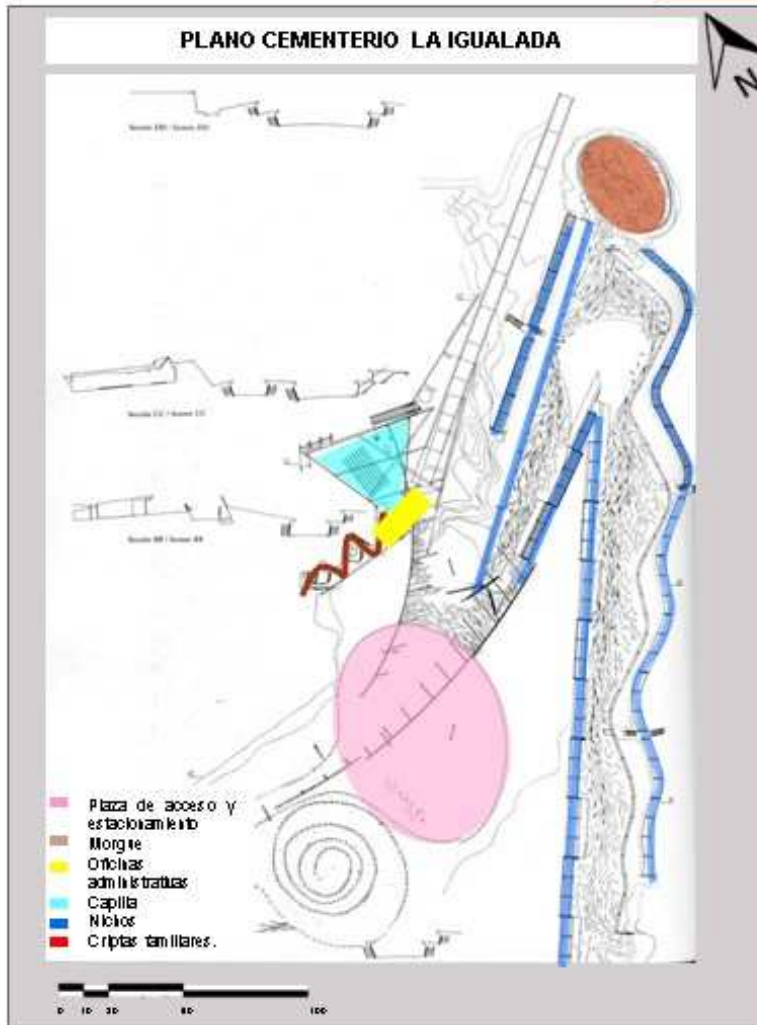 PLANO CEMENTERIO LA IGUALADA
N
Plaza de acceso y
estacionamiento
Morgue
Oficinas
administrativas
Capilla
Nichos
Criptas familiares.
0 10 20 100